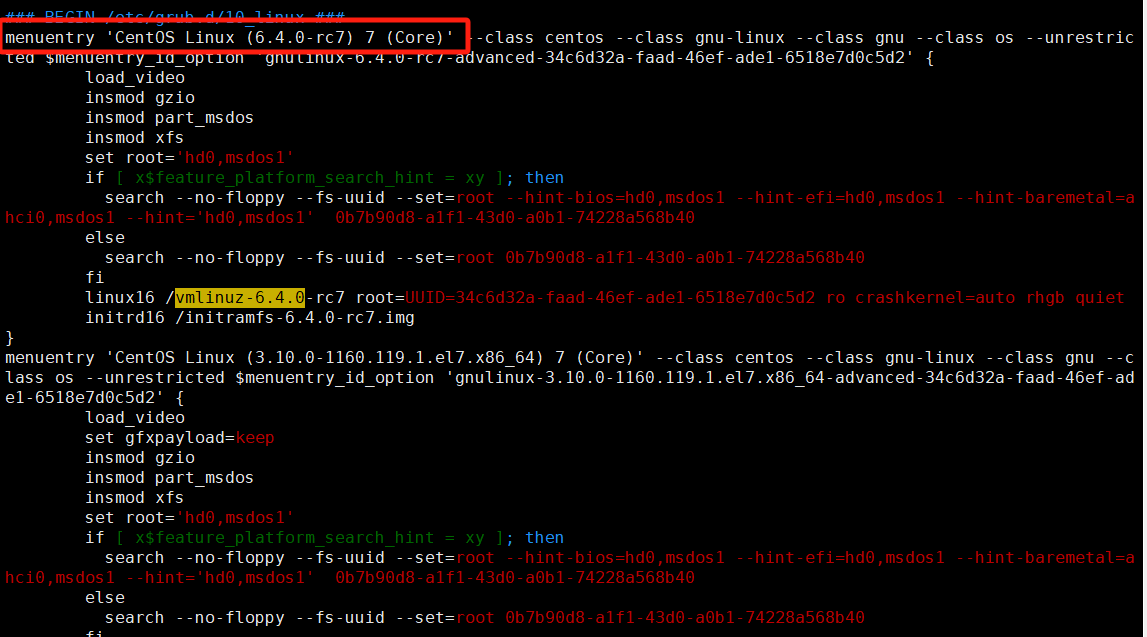 ### BEGIN /etc/grub.d/10_linux ###
menuentry 'CentOS Linux (6.4.0-rc7) 7 (Core)' --class centos --class gnu-linux --class gnu --class os --unrestric
ted $menuentry_id_option 'gnulinux-6.4.0-rc7-advanced-34c6d32a-faad-46ef-ade1-6518e7d0c5d2' {
        load_video
        insmod gzio
        insmod part_msdos
        insmod xfs
        set root='hd0,msdos1'
        if [ x$feature_platform_search_hint = xy ]; then
          search --no-floppy --fs-uuid --set=root --hint-bios=hd0,msdos1 --hint-efi=hd0,msdos1 --hint-baremetal=a
hci0,msdos1 --hint='hd0,msdos1'  0b7b90d8-a1f1-43d0-a0b1-74228a568b40
        else
          search --no-floppy --fs-uuid --set=root 0b7b90d8-a1f1-43d0-a0b1-74228a568b40
        fi
        linux16 /vmlinuz-6.4.0-rc7 root=UUID=34c6d32a-faad-46ef-ade1-6518e7d0c5d2 ro crashkernel=auto rhgb quiet
        initrd16 /initramfs-6.4.0-rc7.img
}
menuentry 'CentOS Linux (3.10.0-1160.119.1.el7.x86_64) 7 (Core)' --class centos --class gnu-linux --class gnu --c
lass os --unrestricted $menuentry_id_option 'gnulinux-3.10.0-1160.119.1.el7.x86_64-advanced-34c6d32a-faad-46ef-ad
e1-6518e7d0c5d2' {
        load_video
        set gfxpayload=keep
        insmod gzio
        insmod part_msdos
        insmod xfs
        set root='hd0,msdos1'
        if [ x$feature_platform_search_hint = xy ]; then
          search --no-floppy --fs-uuid --set=root --hint-bios=hd0,msdos1 --hint-efi=hd0,msdos1 --hint-baremetal=a
hci0,msdos1 --hint='hd0,msdos1'  0b7b90d8-a1f1-43d0-a0b1-74228a568b40
        else
          search --no-floppy --fs-uuid --set=root 0b7b90d8-a1f1-43d0-a0b1-74228a568b40
        fi